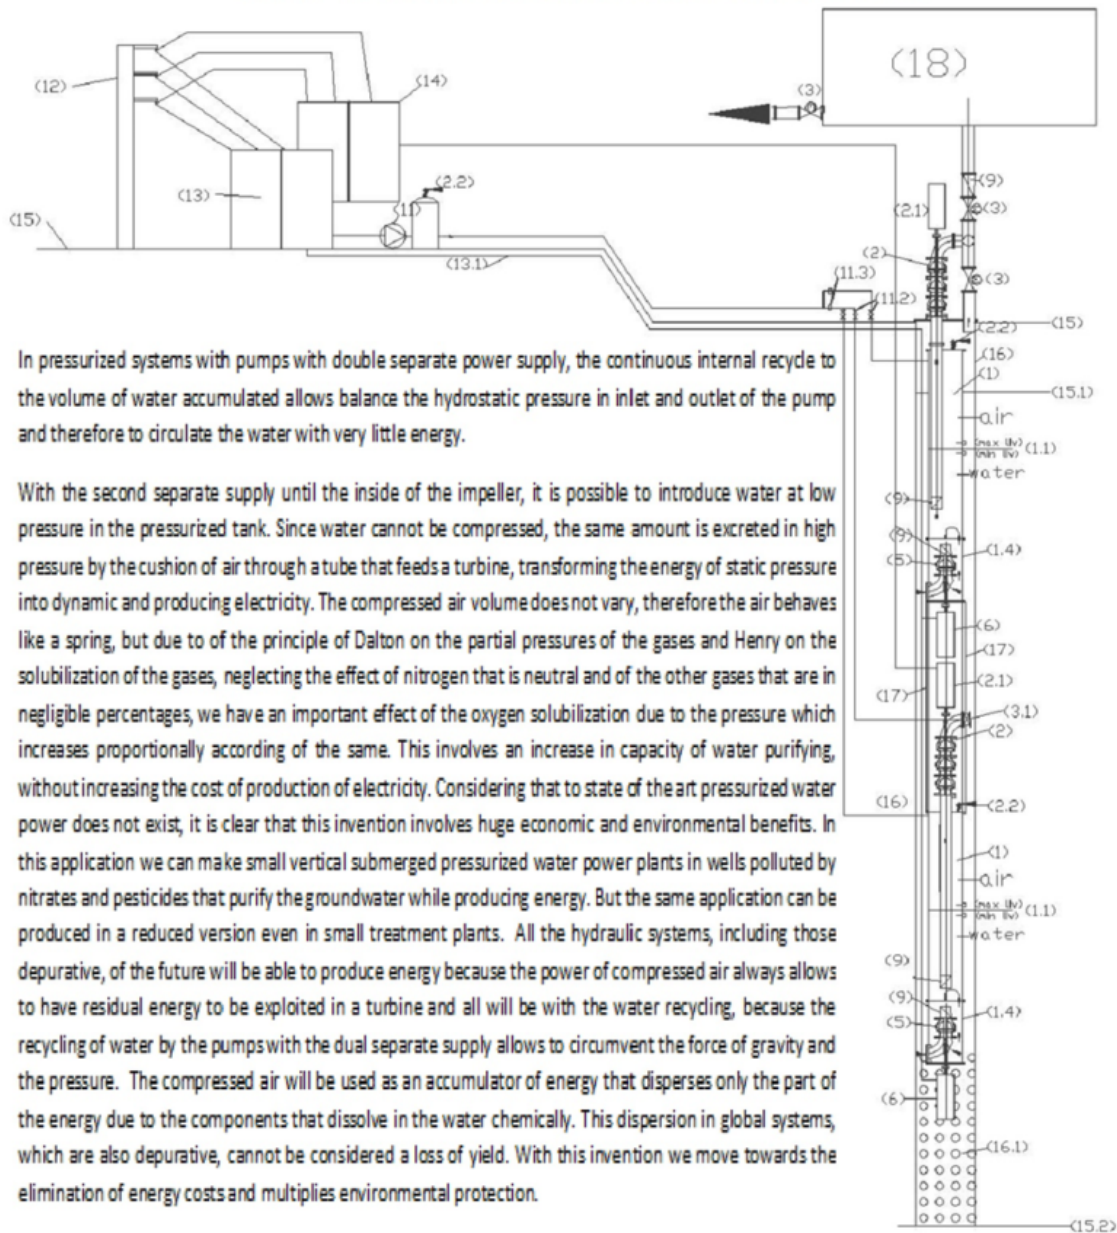 (12)
(14)
(18)
(3)
(13)
(2.2)
(9)
(2.1)
(3)
(15)
(11)
(2)
(13.1)
(11.3)
(3)
(11.2)
(2.2)
(15)
(16)
(1)
(15.1)
air
(max liv)
(min liv)
(1.1)
water
(9)
(9)
(1.4)
(5)
(6)
(17)
(17)
(2.1)
(3.1)
(2)
(16)
(2.2)
(1)
air
(max liv)
(min liv)
(1.1)
water
(9)
(9)
(1.4)
(5)
(6)
(16.1)
(15.2)
In pressurized systems with pumps with double separate power supply, the continuous internal recycle to
the volume of water accumulated allows balance the hydrostatic pressure in inlet and outlet of the pump
and therefore to circulate the water with very little energy.
With the second separate supply until the inside of the impeller, it is possible to introduce water at low
pressure in the pressurized tank. Since water cannot be compressed, the same amount is excreted in high
pressure by the cushion of air through a tube that feeds a turbine, transforming the energy of static pressure
into dynamic and producing electricity. The compressed air volume does not vary, therefore the air behaves
like a spring, but due to of the principle of Dalton on the partial pressures of the gases and Henry on the
solubilization of the gases, neglecting the effect of nitrogen that is neutral and of the other gases that are in
negligible percentages, we have an important effect of the oxygen solubilization due to the pressure which
increases proportionally according of the same. This involves an increase in capacity of water purifying,
without increasing the cost of production of electricity. Considering that to state of the art pressurized water
power does not exist, it is clear that this invention involves huge economic and environmental benefits. In
this application we can make small vertical submerged pressurized water power plants in wells polluted by
nitrates and pesticides that purify the groundwater while producing energy. But the same application can be
produced in a reduced version even in small treatment plants. All the hydraulic systems, including those
depurative, of the future will be able to produce energy because the power of compressed air always allows
to have residual energy to be exploited in a turbine and all will be with the water recycling, because the
recycling of water by the pumps with the dual separate supply allows to circumvent the force of gravity and
the pressure. The compressed air will be used as an accumulator of energy that disperses only the part of
the energy due to the components that dissolve in the water chemically. This dispersion in global systems,
which are also depurative, cannot be considered a loss of yield. With this invention we move towards the
elimination of energy costs and multiplies environmental protection.